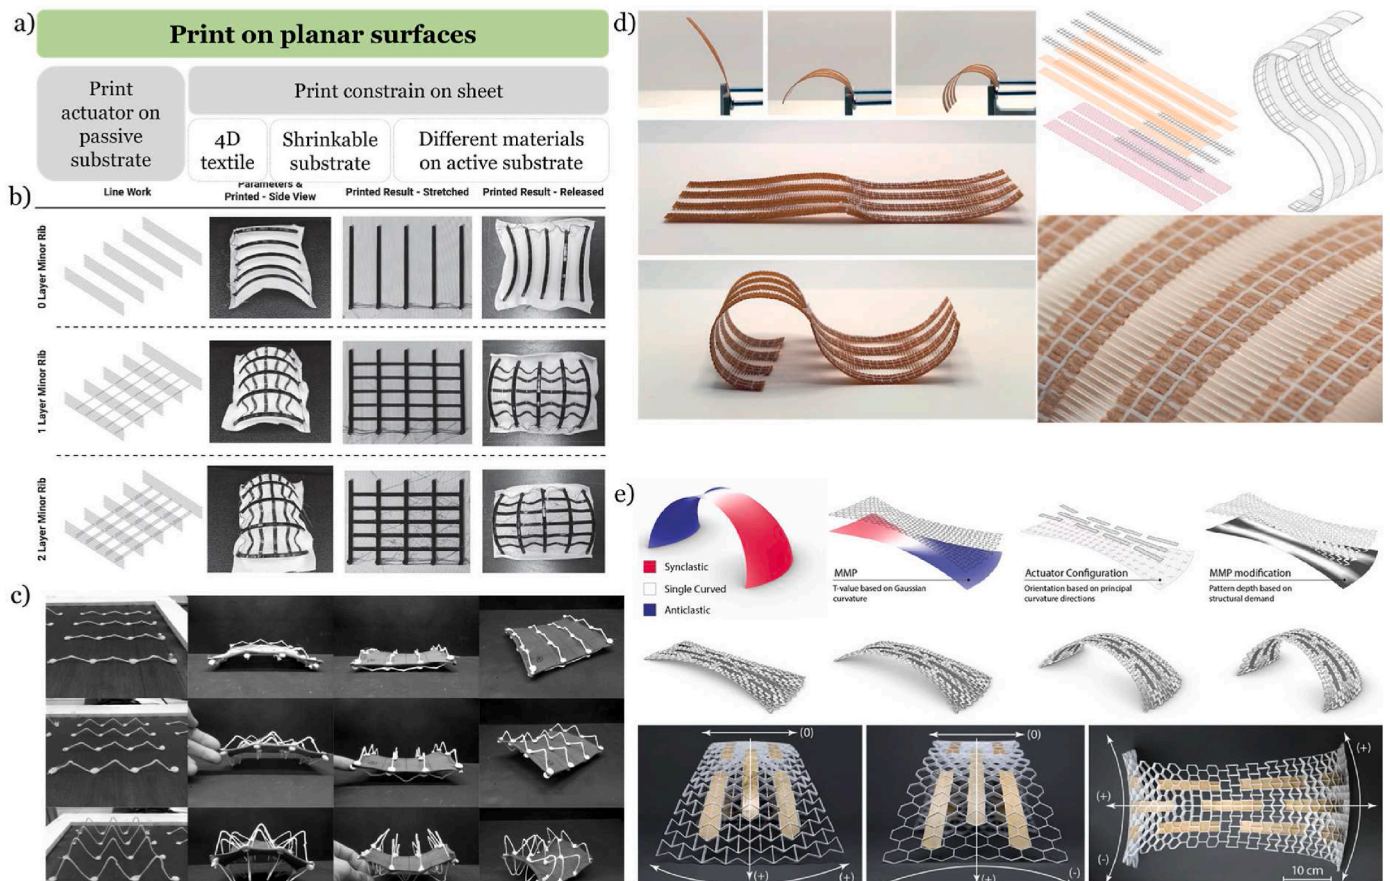 a)
Print on planar surfaces
Print
actuator on
passive
substrate
Print constrain on sheet
4D
textile
Shrinkable
substrate
Different materials
on active substrate
b)
Line Work
Parameters &
Printed - Side View
Printed Result - Stretched
Printed Result - Released
0 Layer Minor Rib
1 Layer Minor Rib
2 Layer Minor Rib
c)
d)
e)
Synclastic
Single Curved
Anticlastic
MMP
T-value based on Gaussian
curvature
Actuator Configuration
Orientation based on principal
curvature directions
MMP modification
Pattern depth based on
structural demand
(0)
(+)
(+)
(0)
(+)
(-)
(+)
(+)
(-)
10 cm